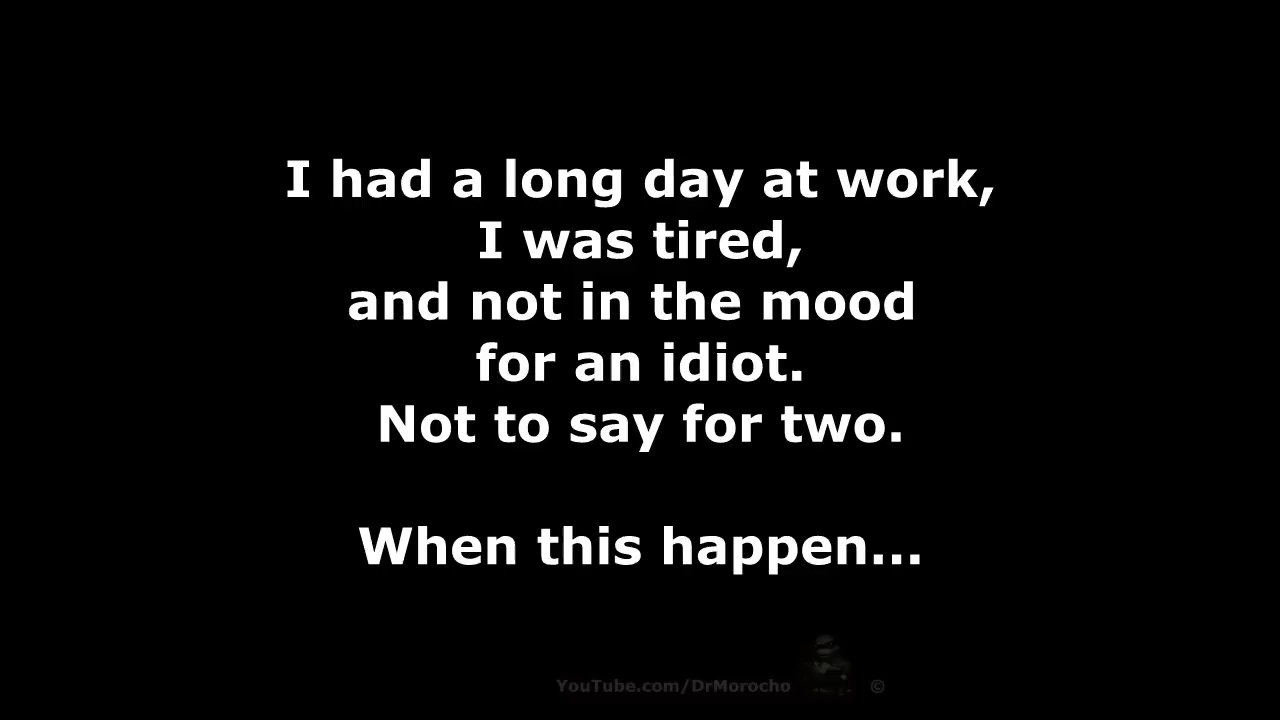 I had a long day at work,
I was tired,
and not in the mood
for an idiot.
Not to say for two.
When this happen...
YouTube.com/DrMorocho ©